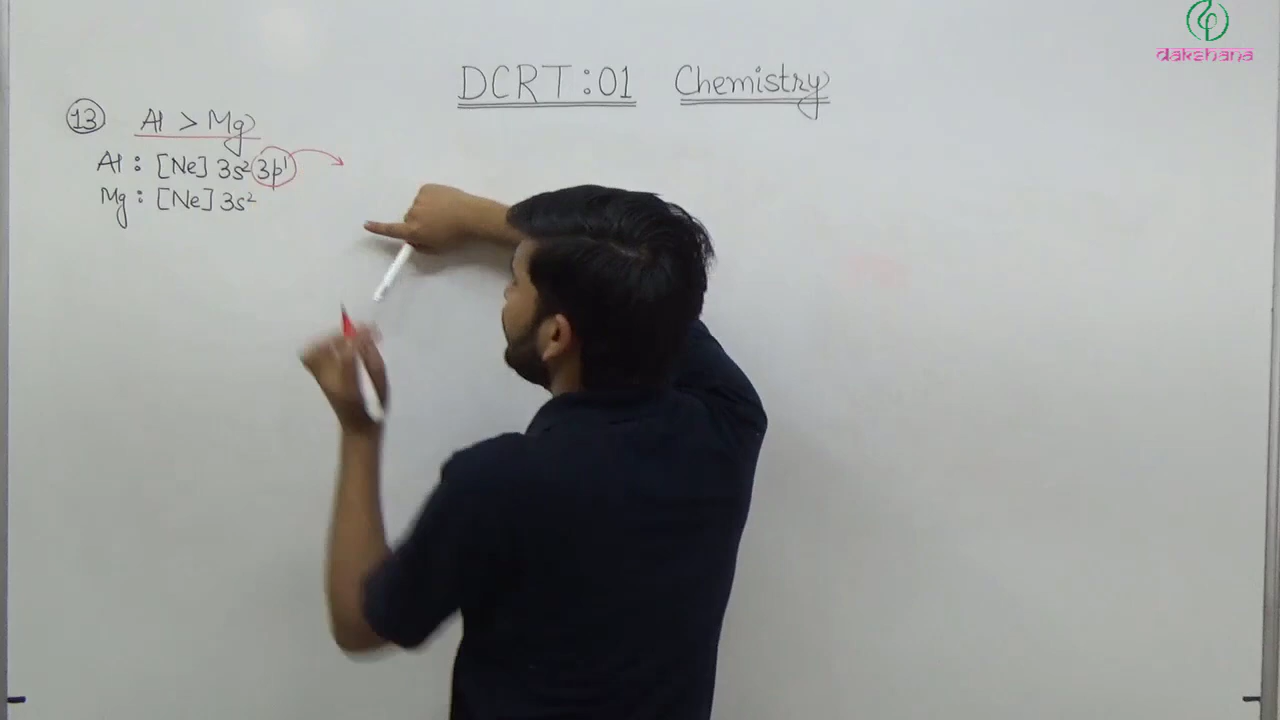 dakshana
DCRT:01 Chemistry
13 Al > Mg
Al : [Ne] 3s² 3p¹
Mg : [Ne] 3s²